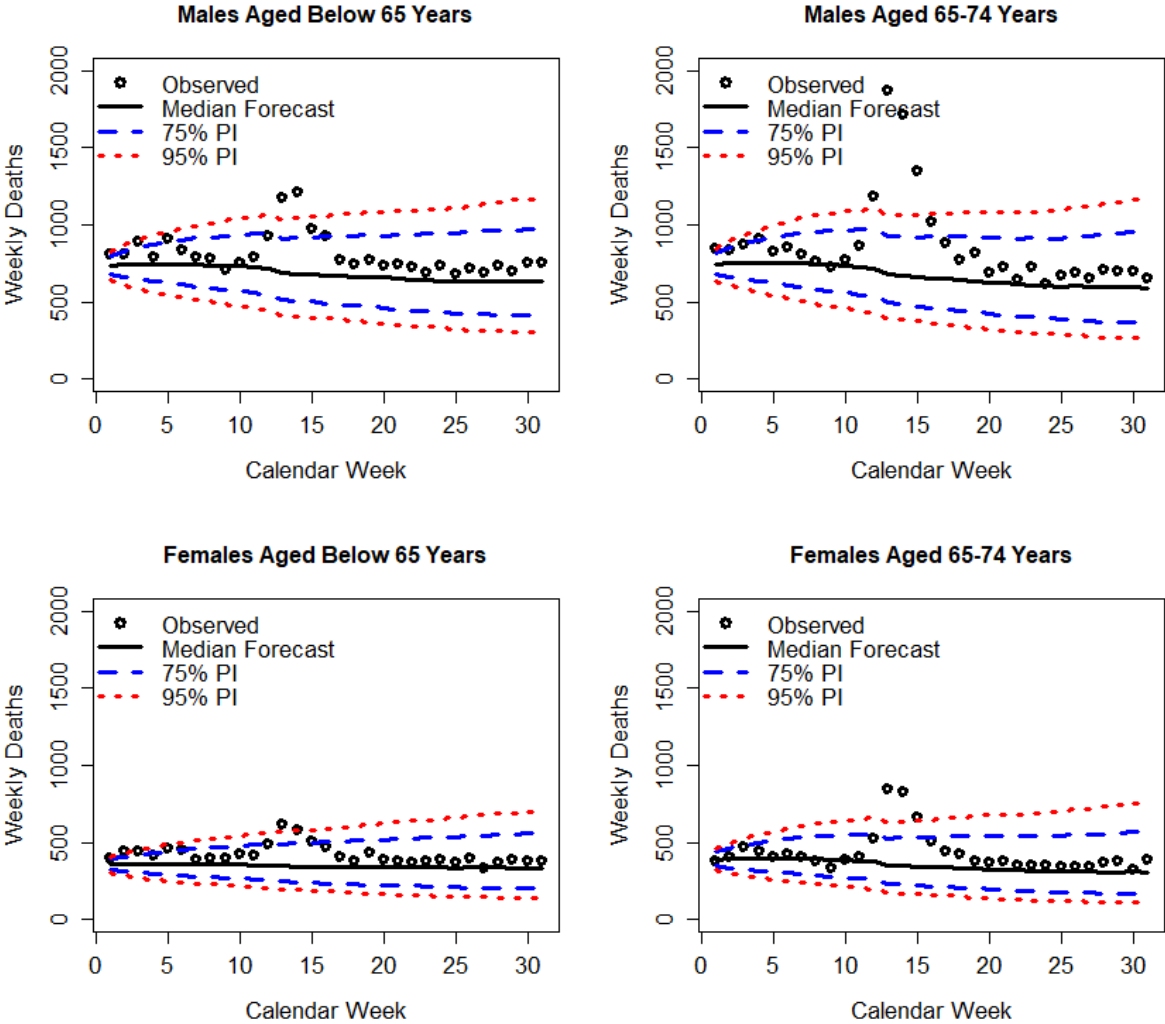 Males Aged Below 65 Years
Weekly Deaths
2000
1500
1000
500
0
Observed
Median Forecast
75% PI
95% PI
0 5 10 15 20 25 30
Calendar Week
Males Aged 65-74 Years
Weekly Deaths
2000
1500
1000
500
0
Observed
Median Forecast
75% PI
95% PI
0 5 10 15 20 25 30
Calendar Week
Females Aged Below 65 Years
Weekly Deaths
2000
1500
1000
500
0
Observed
Median Forecast
75% PI
95% PI
0 5 10 15 20 25 30
Calendar Week
Females Aged 65-74 Years
Weekly Deaths
2000
1500
1000
500
0
Observed
Median Forecast
75% PI
95% PI
0 5 10 15 20 25 30
Calendar Week